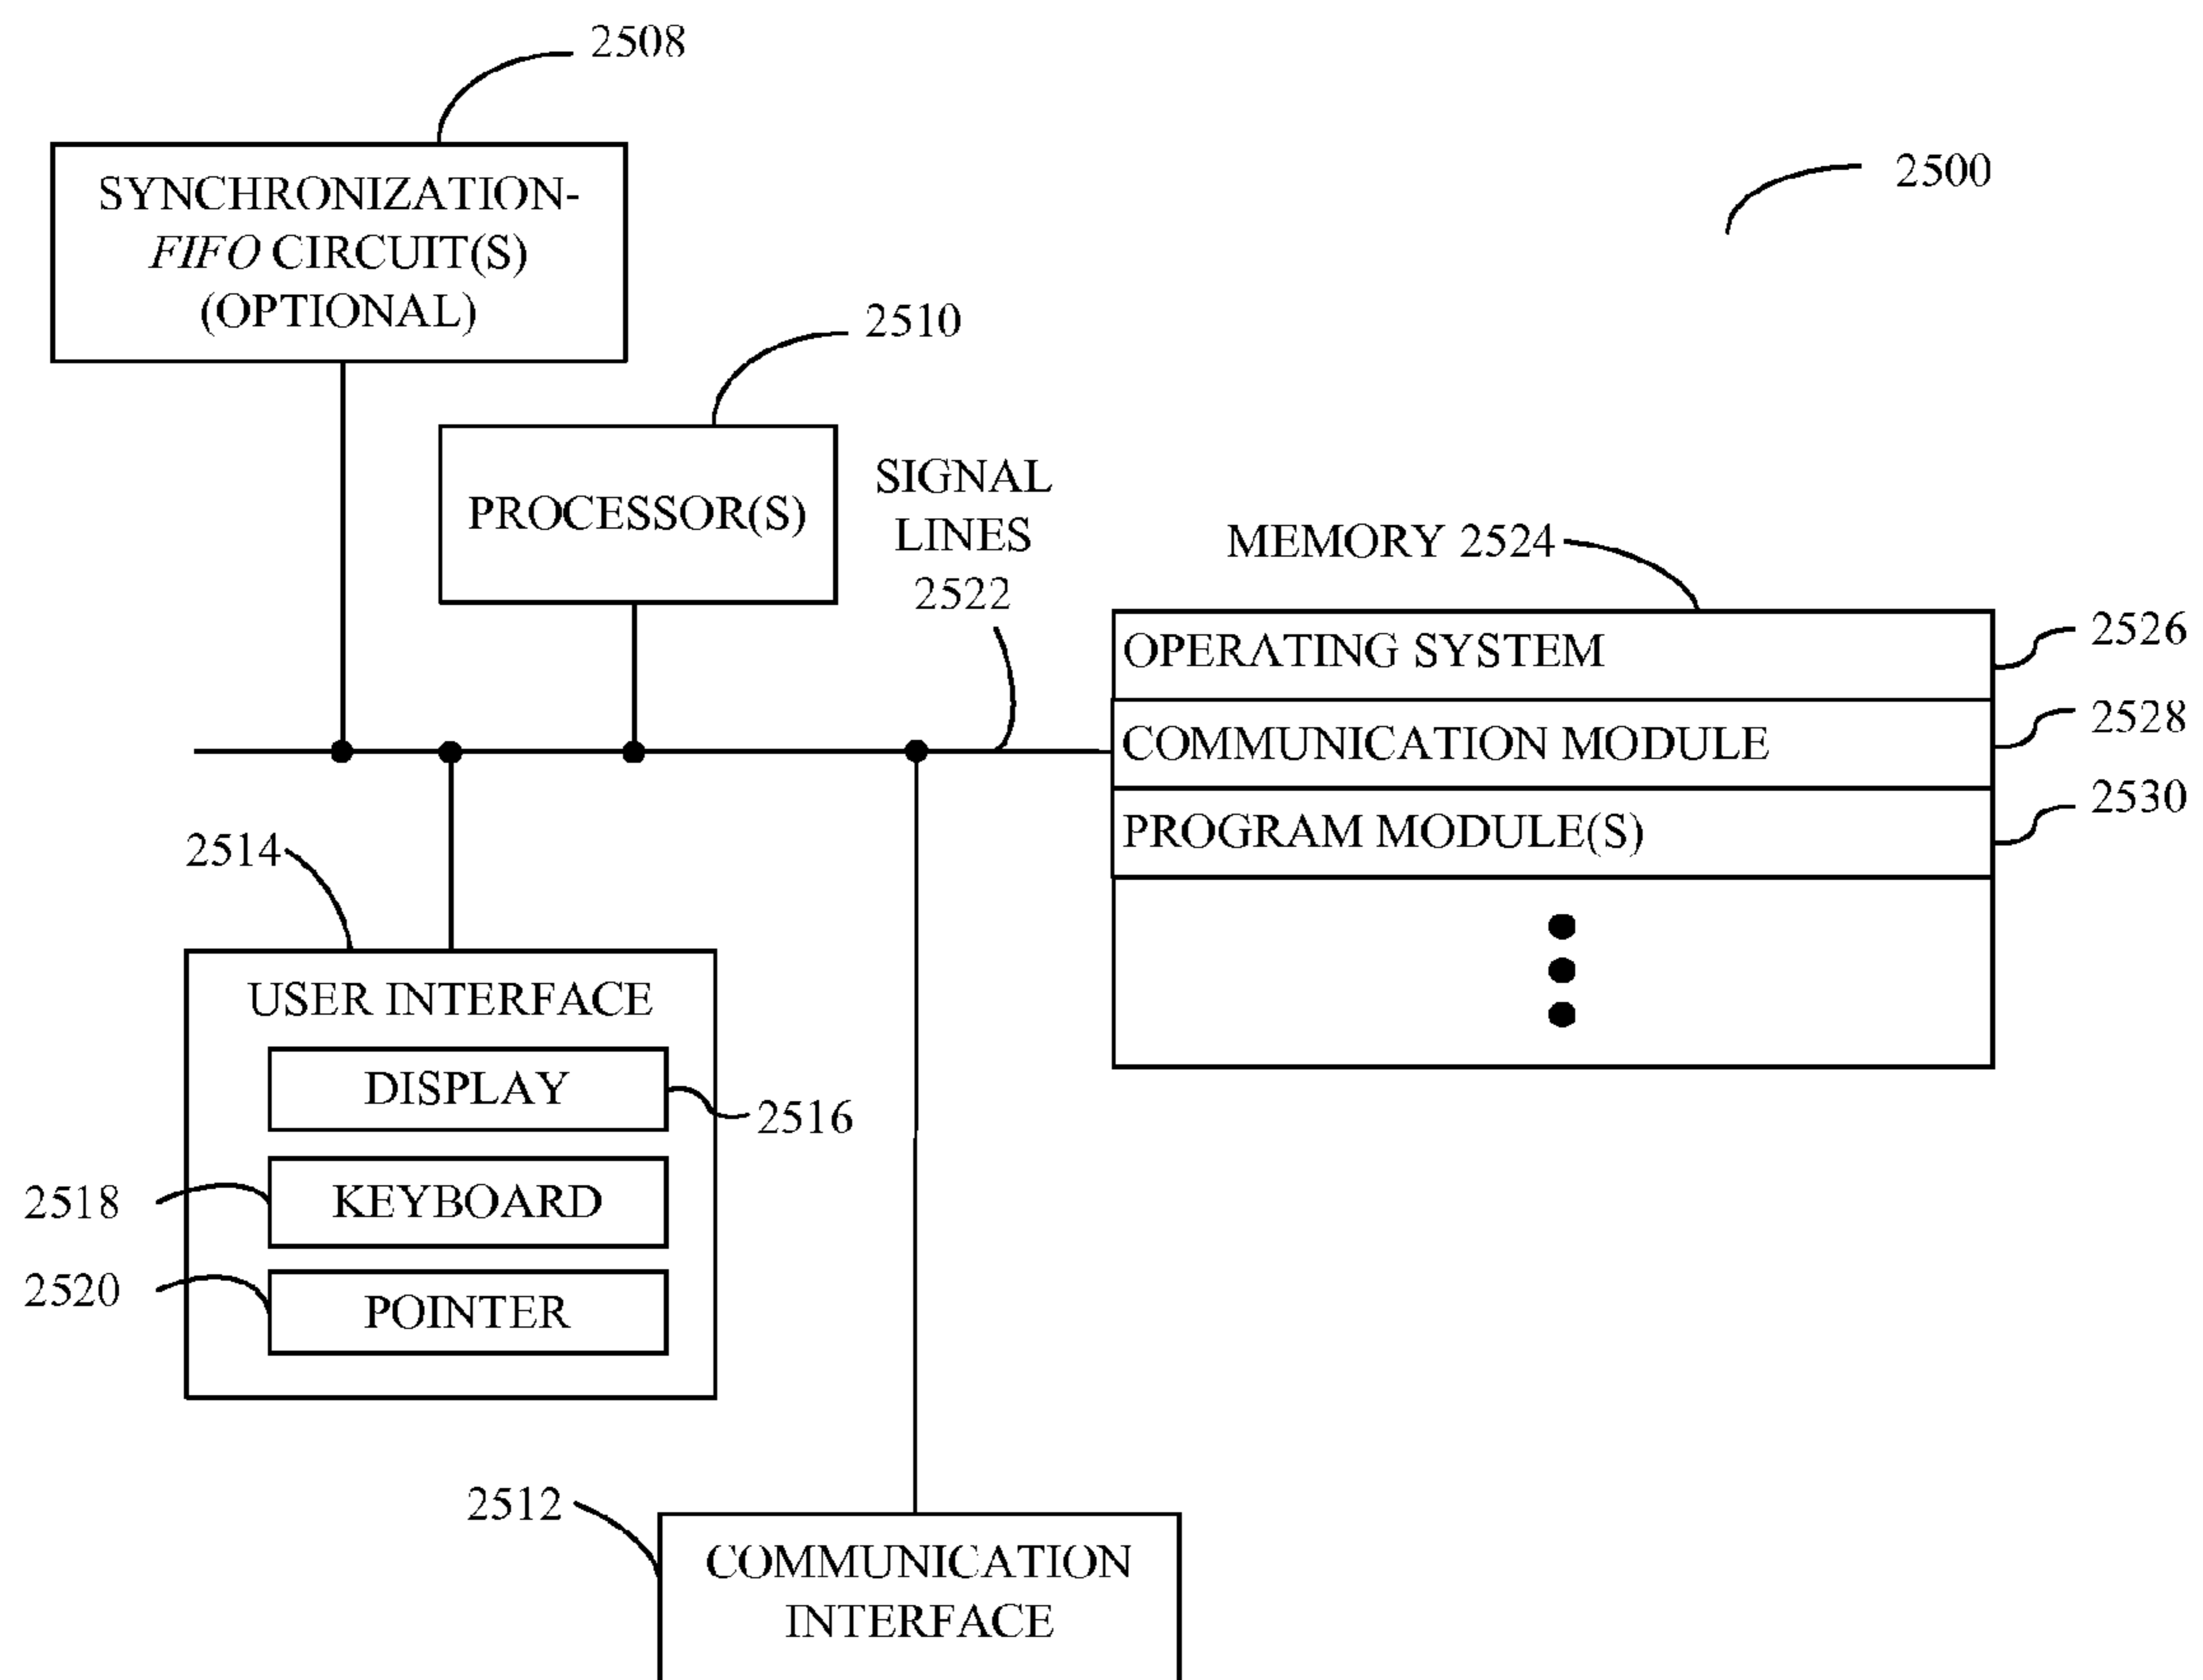 2508
2500
SYNCHRONIZATION-
FIFO CIRCUIT(S)
(OPTIONAL)
2510
PROCESSOR(S)
SIGNAL
LINES
2522
MEMORY 2524
OPERATING SYSTEM
2526
COMMUNICATION MODULE
2528
PROGRAM MODULE(S)
2530
2514
USER INTERFACE
DISPLAY
2516
2518
KEYBOARD
2520
POINTER
2512
COMMUNICATION
INTERFACE